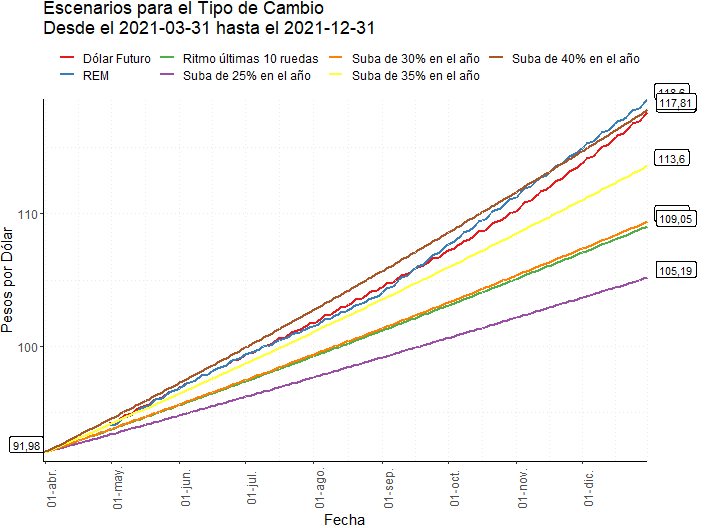 Escenarios para el Tipo de Cambio
Desde el 2021-03-31 hasta el 2021-12-31
Dólar Futuro
Ritmo últimas 10 ruedas
Suba de 30% en el año
Suba de 40% en el año
REM
Suba de 25% en el año
Suba de 35% en el año
117,81
113,6
109,05
105,19
110
100
91,98
Pesos por Dólar
01-abr.
01-may.
01-jun.
01-jul.
01-ago.
01-sep.
01-oct.
01-nov.
01-dic.
Fecha